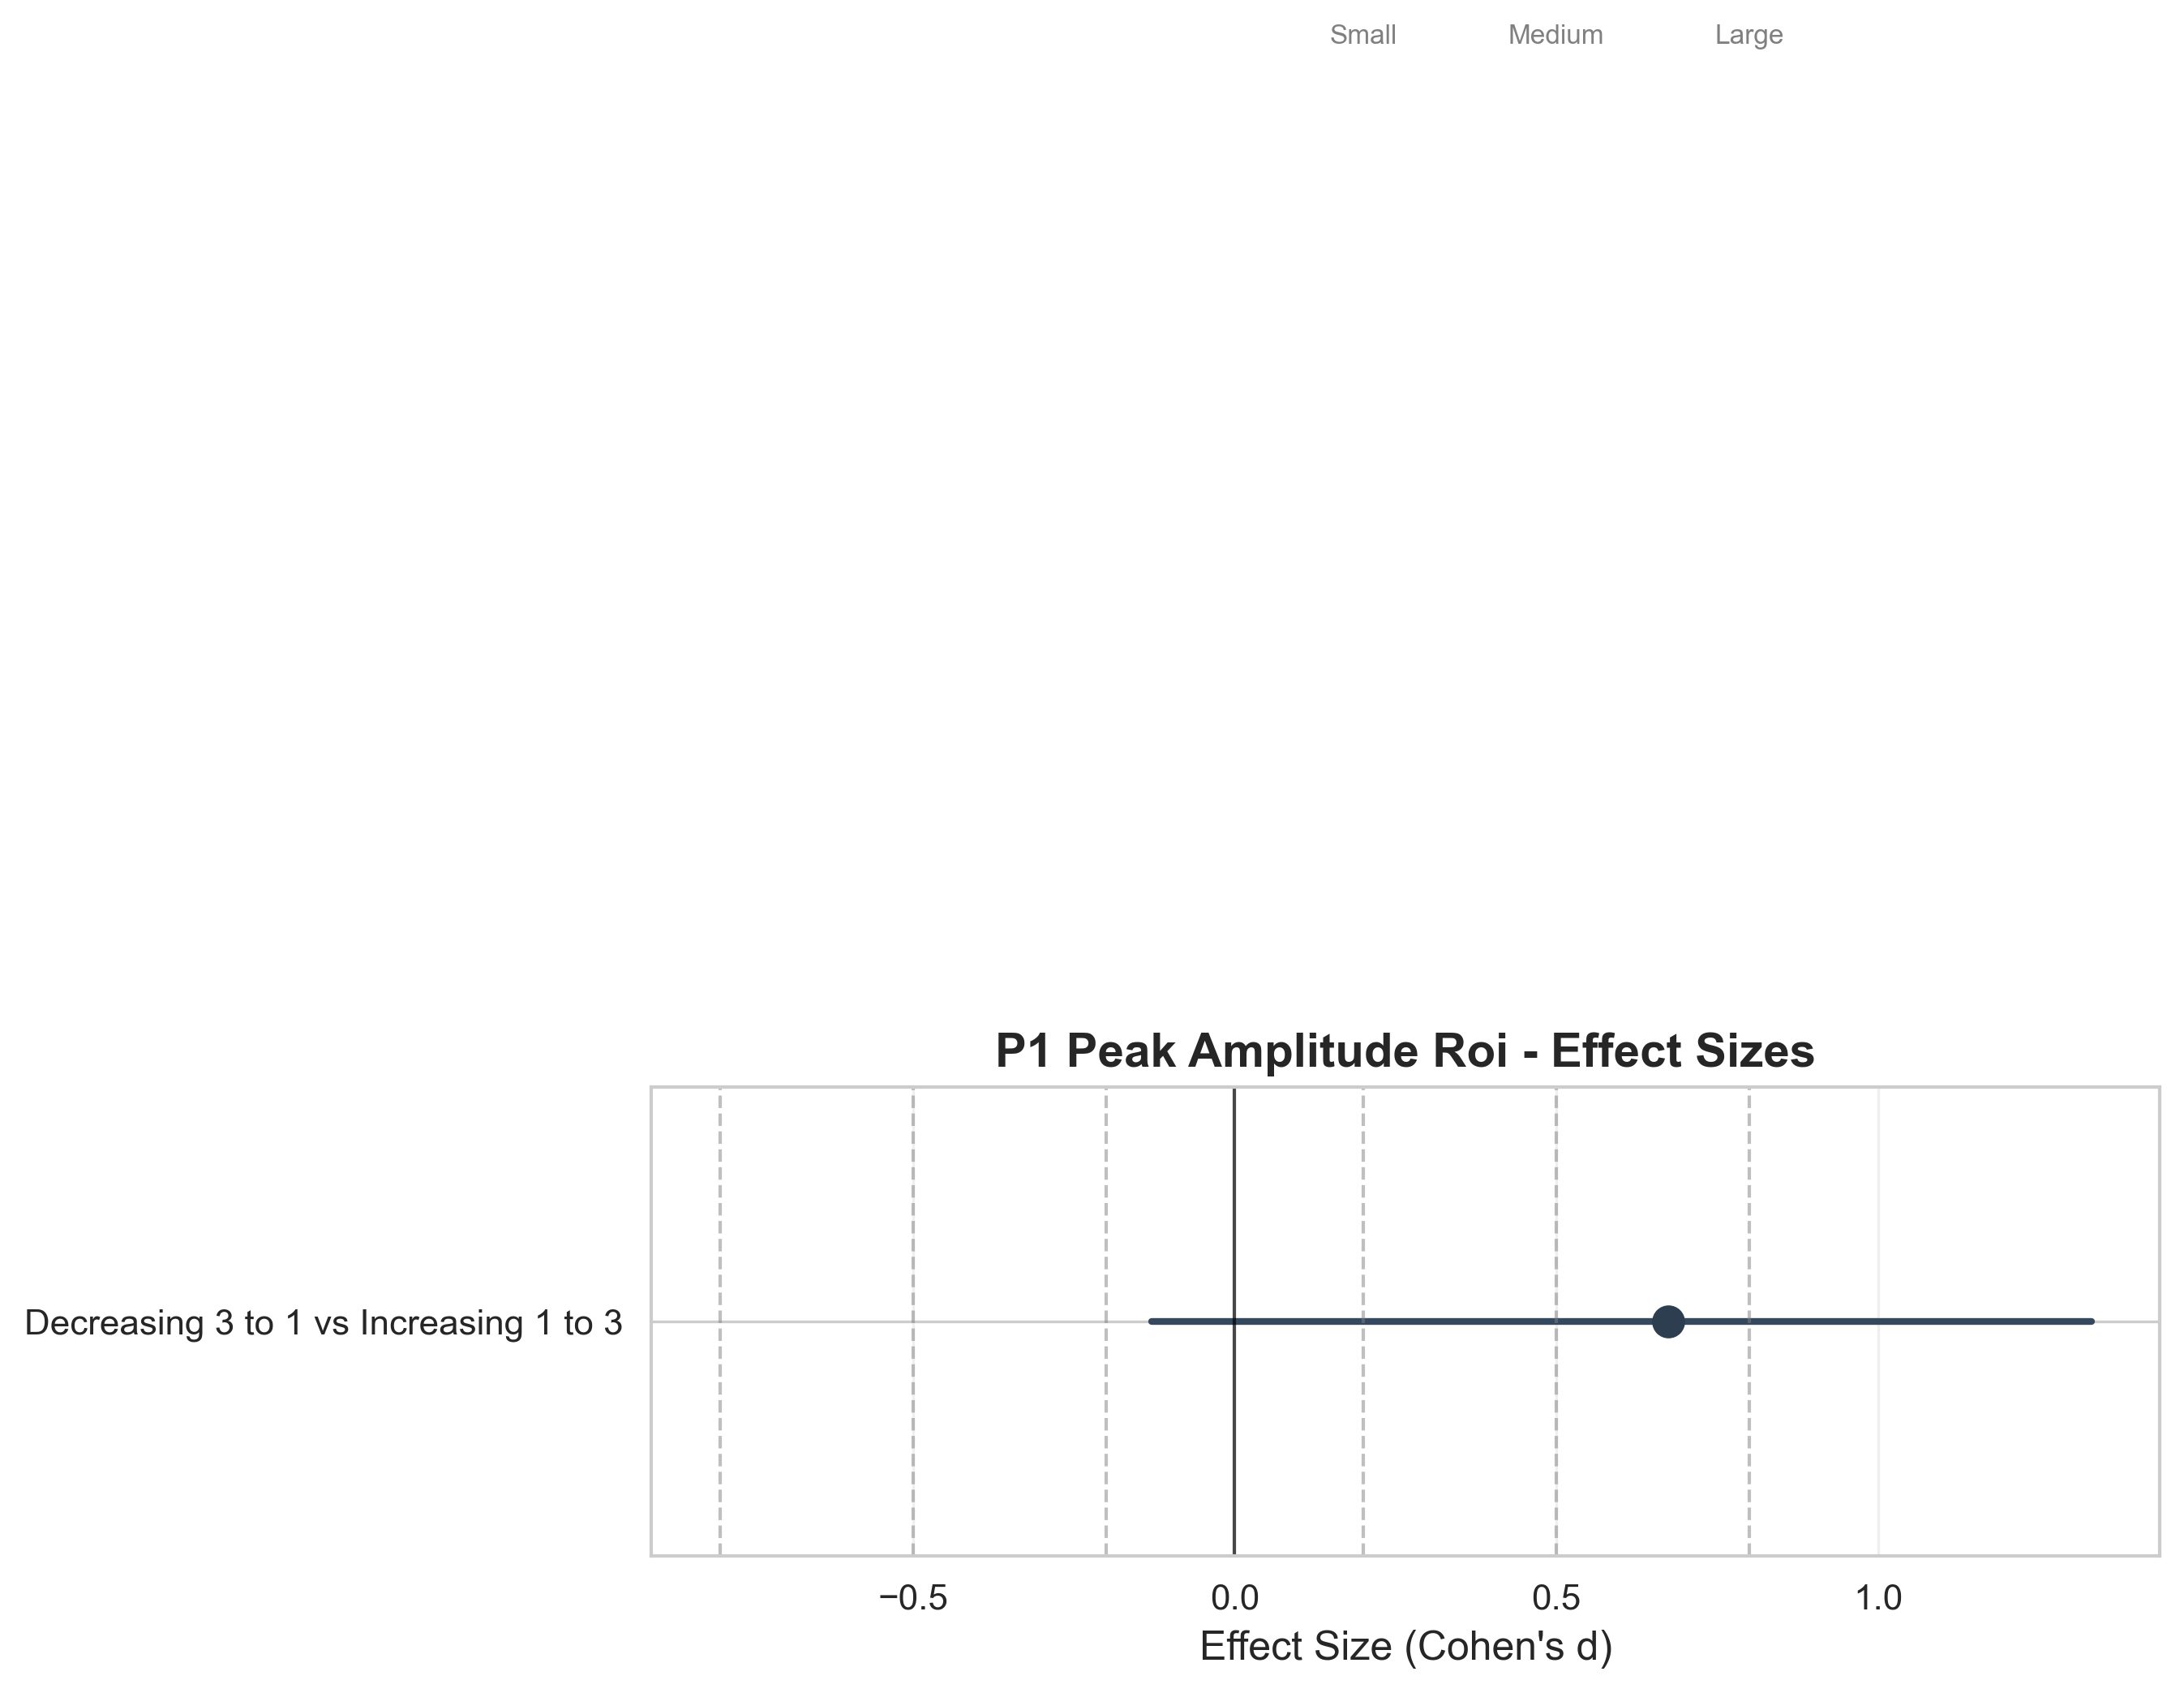 Small Medium Large
P1 Peak Amplitude Roi - Effect Sizes
Decreasing 3 to 1 vs Increasing 1 to 3
−0.5 0.0 0.5 1.0
Effect Size (Cohen's d)